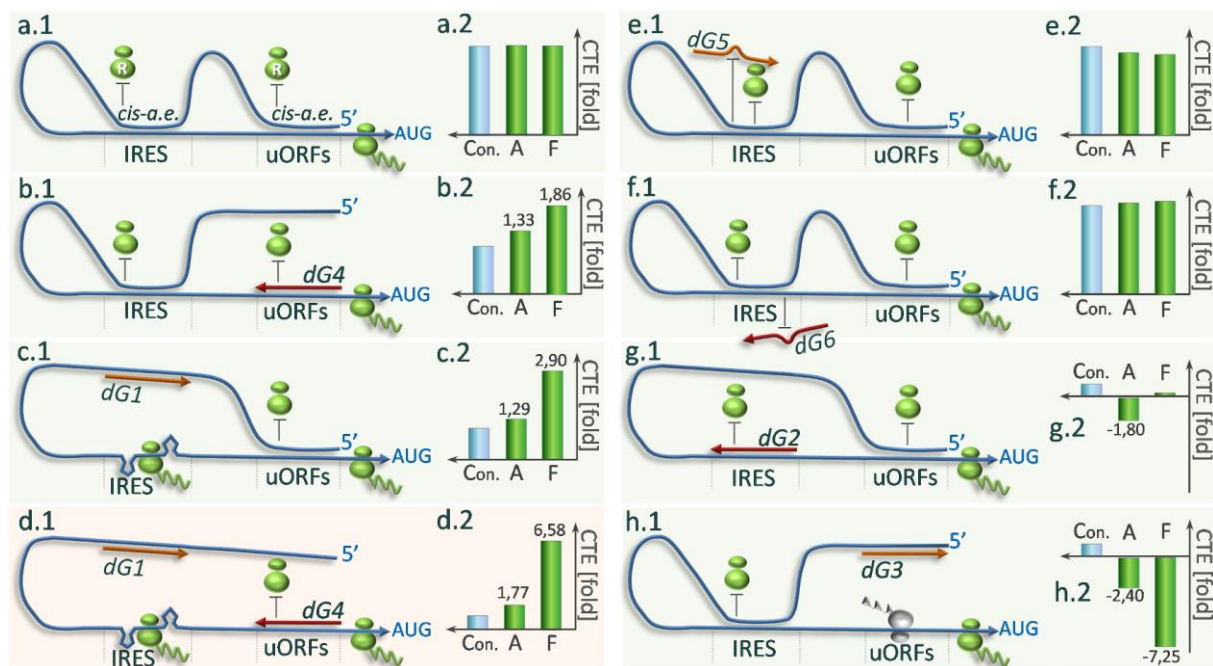 a.1
R
R
cis-a.e.
cis-a.e.
5'
AUG
IRES
uORFs
a.2
CTE [fold]
Con. A F
b.1
5'
dG4
AUG
IRES
uORFs
b.2
1,86
1,33
CTE [fold]
Con. A F
c.1
dG1
5'
AUG
IRES
uORFs
c.2
2,90
1,29
CTE [fold]
Con. A F
d.1
dG1
5'
dG4
AUG
IRES
uORFs
d.2
6,58
1,77
CTE [fold]
Con. A F
e.1
dG5
5'
AUG
IRES
uORFs
e.2
CTE [fold]
Con. A F
f.1
5'
AUG
IRES
uORFs
dG6
f.2
CTE [fold]
Con. A F
g.1
5'
dG2
AUG
IRES
uORFs
Con. A F
g.2
-1,80
CTE [fold]
h.1
5'
dG3
AUG
IRES
uORFs
Con. A F
h.2
-2,40
-7,25
CTE [fold]